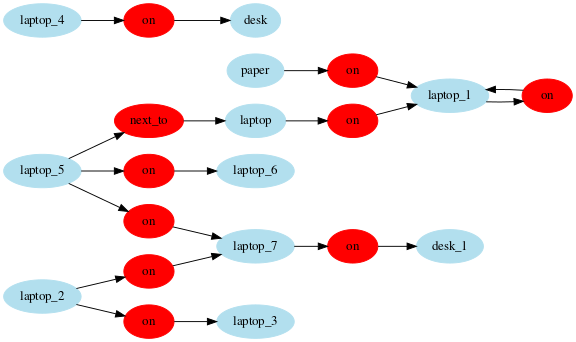 laptop_4 on desk
paper on
laptop_1 on
next_to laptop on
laptop_5 on laptop_6
on
laptop_7 on desk_1
on
laptop_2
on laptop_3